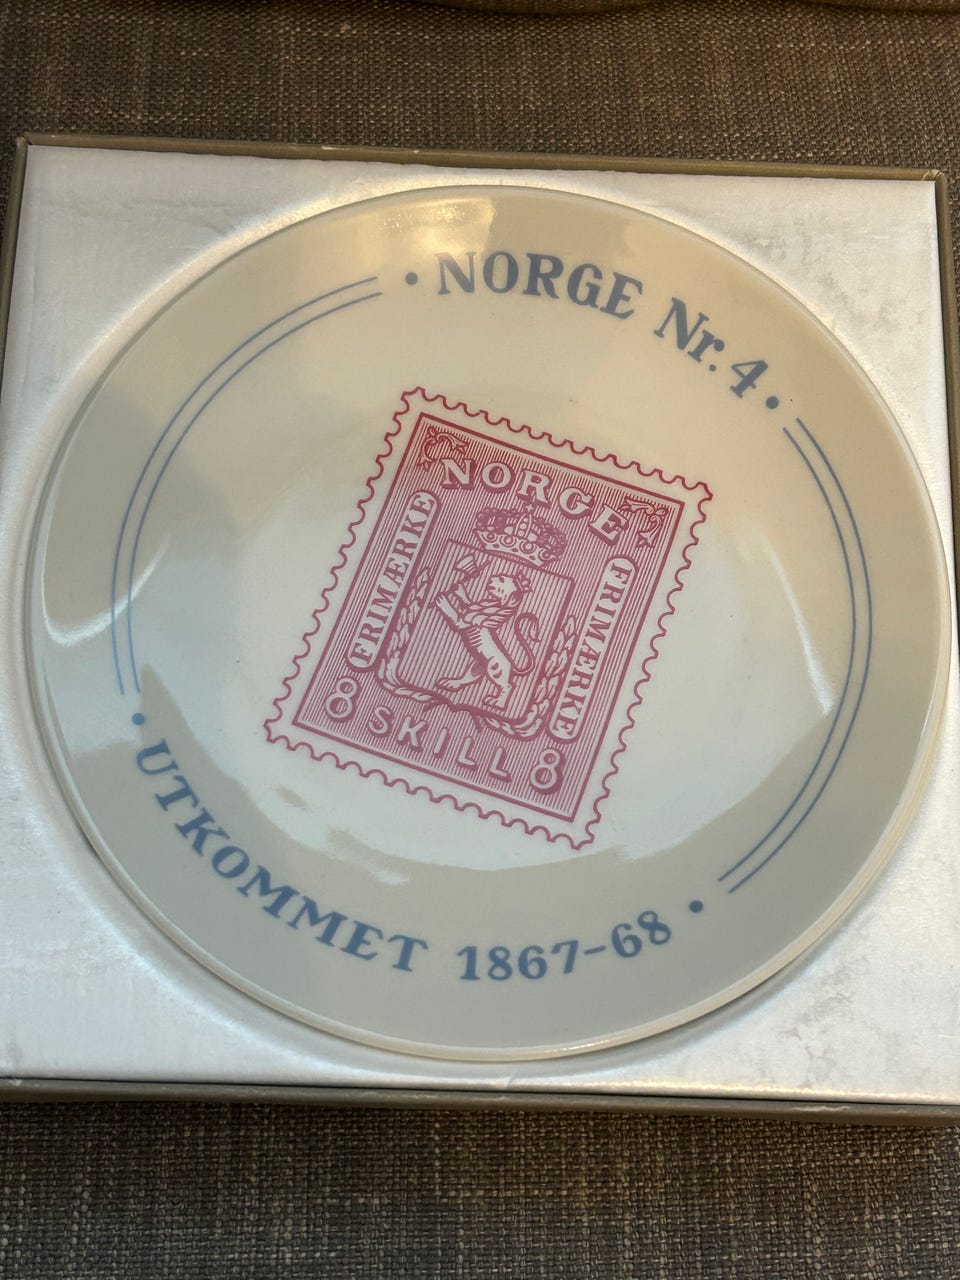 • NORGE Nr. 4 •
NORGE
FRIMÆRKE
FRIMÆRKE
8 SKILL 8
• UTKOMMET 1867-68 •